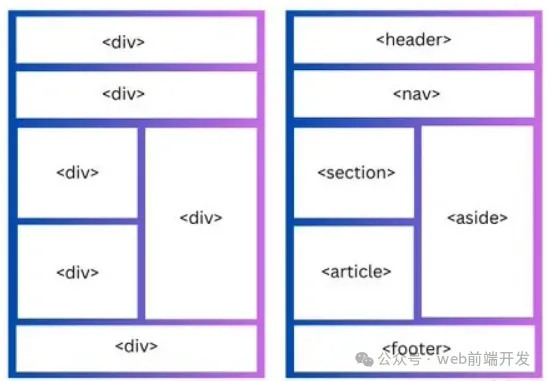 <div>
<div>
<div>
<div>
<div>
<div>
<header>
<nav>
<section>
<aside>
<article>
<footer>
公众号 · web前端开发